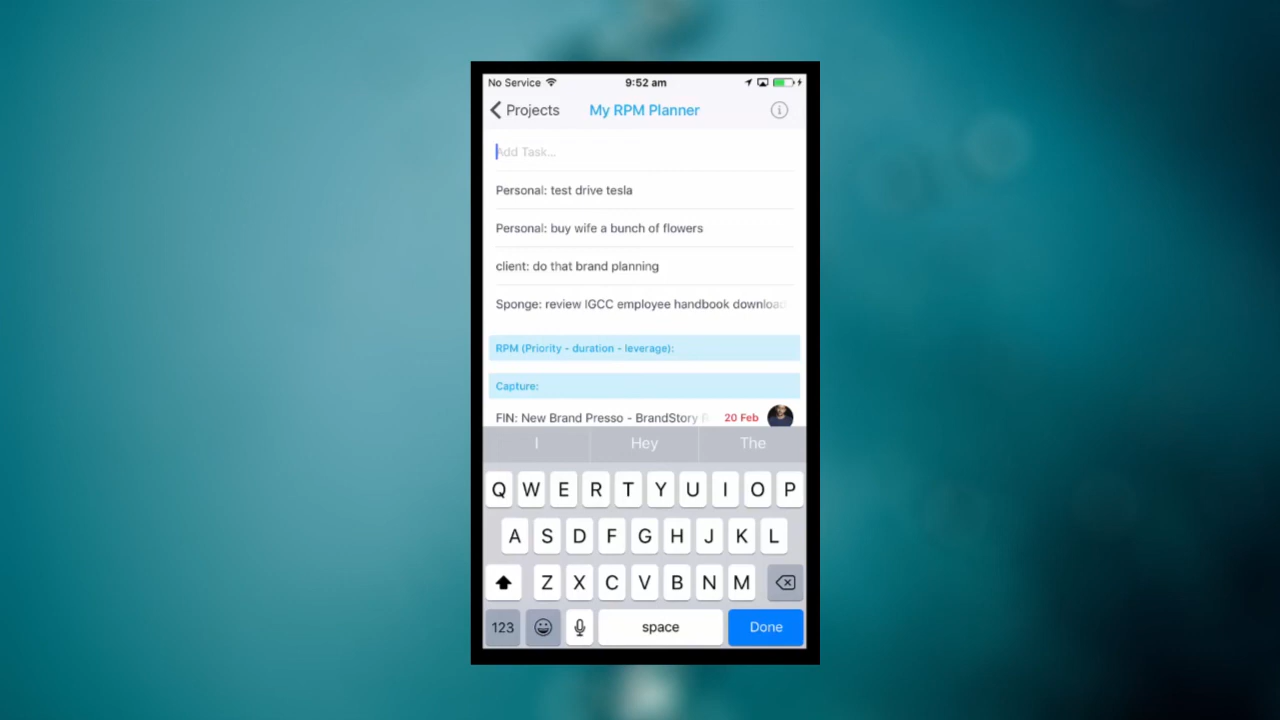 No Service 9:52 am
Projects My RPM Planner
Add Task...
Personal: test drive tesla
Personal: buy wife a bunch of flowers
client: do that brand planning
Sponge: review IGCC employee handbook download
RPM (Priority - duration - leverage):
Capture:
FIN: New Brand Presso - BrandStory 20 Feb
I Hey The
Q W E R T Y U I O P
A S D F G H J K L
Z X C V B N M
123 space Done